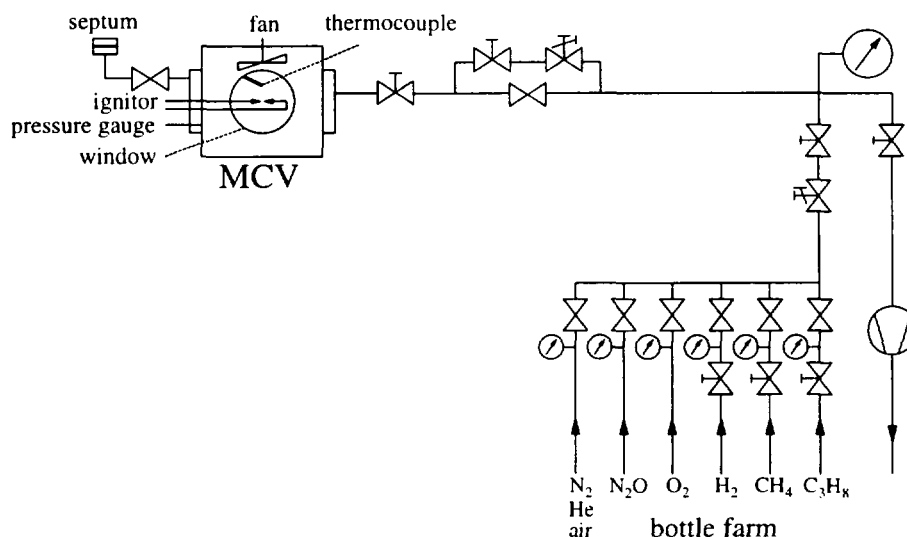 septum
fan
thermocouple
ignitor
pressure gauge
window
MCV
N₂ N₂O O₂ H₂ CH₄ C₃H₈
He
air
bottle farm